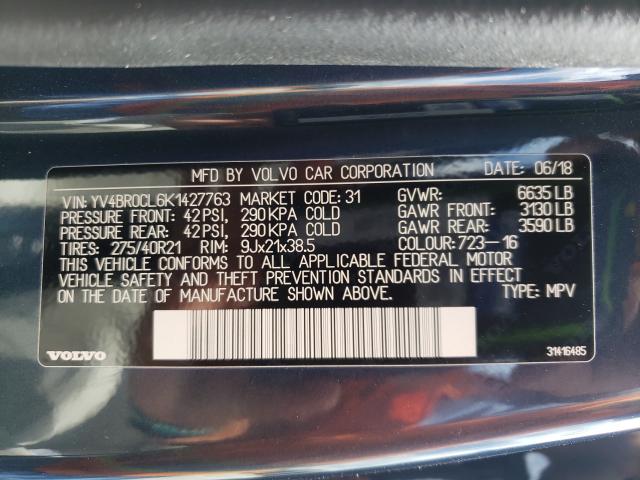 MFD BY VOLVO CAR CORPORATION DATE: 06/18
VIN: YV4BR0CL6K1427763 MARKET CODE: 31 GVWR: 6635 LB
PRESSURE FRONT: 42 PSI, 290 KPA COLD GAWR FRONT: 3130 LB
PRESSURE REAR: 42 PSI, 290 KPA COLD GAWR REAR: 3590 LB
TIRES: 275/40R21 RIM: 9Jx21x38.5 COLOUR: 723-16
THIS VEHICLE CONFORMS TO ALL APPLICABLE FEDERAL MOTOR
VEHICLE SAFETY AND THEFT PREVENTION STANDARDS IN EFFECT
ON THE DATE OF MANUFACTURE SHOWN ABOVE. TYPE: MPV
VOLVO 31416485